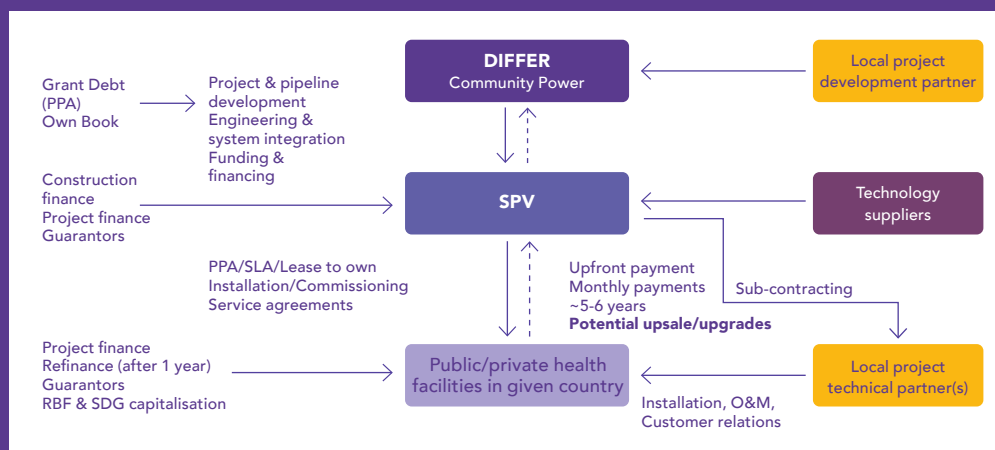 DIFFER
Community Power
Local project
development partner
Grant Debt
(PPA)
Own Book
Project & pipeline
development
Engineering &
system integration
Funding &
financing
Construction
finance
Project finance
Guarantors
SPV
Technology
suppliers
PPA/SLA/Lease to own
Installation/Commissioning
Service agreements
Upfront payment
Monthly payments
~5-6 years
Potential upsale/upgrades
Sub-contracting
Project finance
Refinance (after 1 year)
Guarantors
RBF & SDG capitalisation
Public/private health
facilities in given country
Local project
technical partner(s)
Installation, O&M,
Customer relations